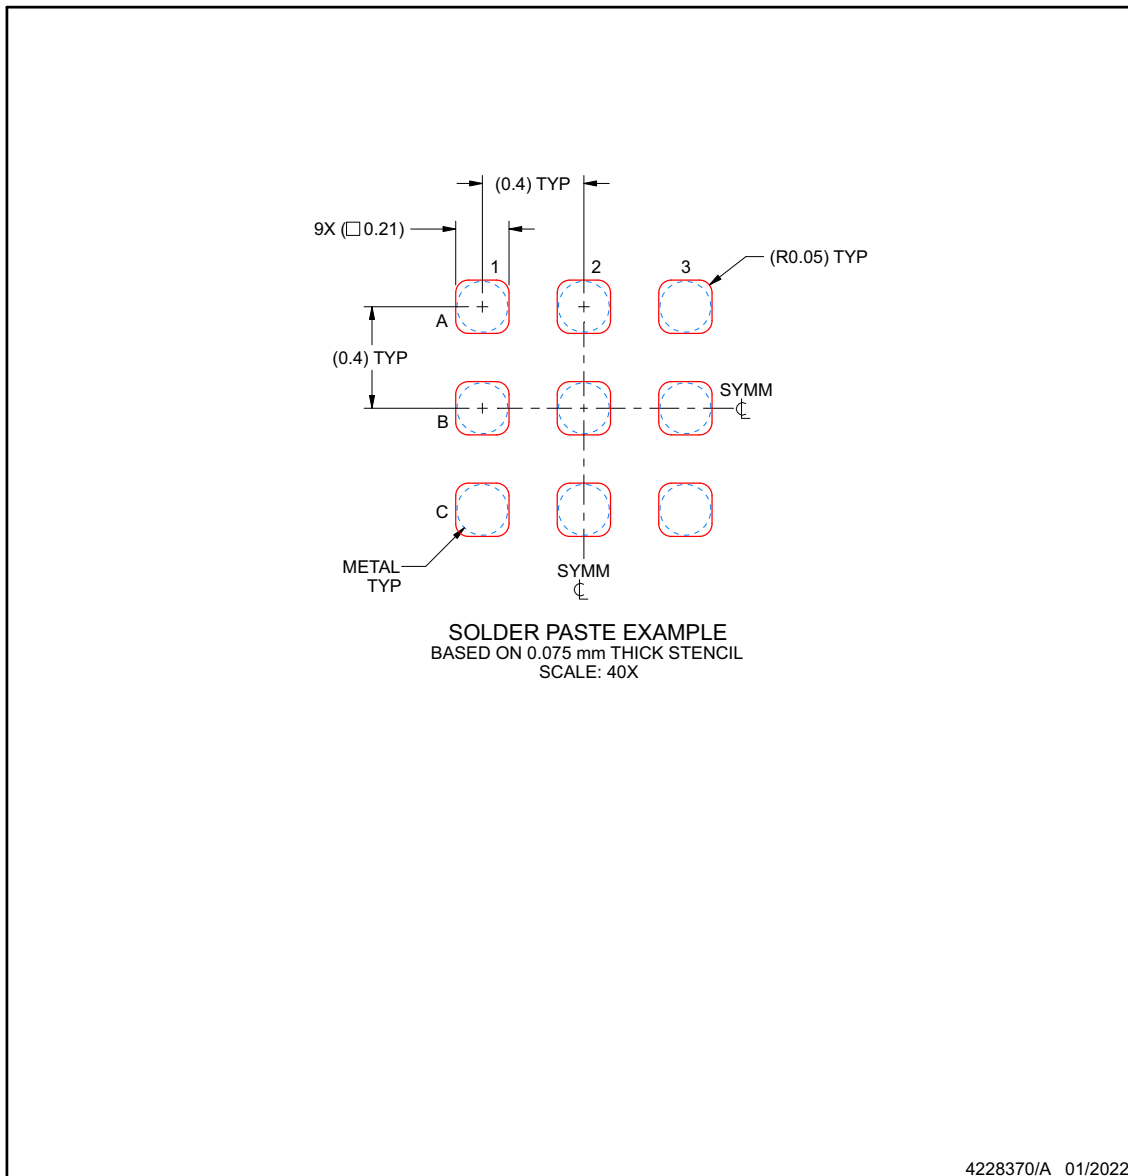 (0.4) TYP
9X (□0.21)
(R0.05) TYP
1
2
3
A
(0.4) TYP
SYMM
℄
B
C
METAL
TYP
SYMM
℄
SOLDER PASTE EXAMPLE
BASED ON 0.075 mm THICK STENCIL
SCALE: 40X
4228370/A 01/2022